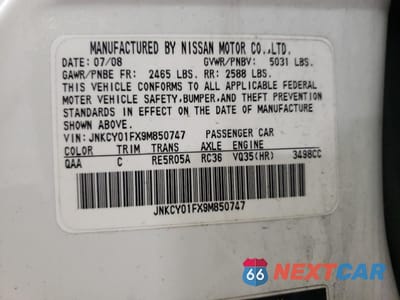 MANUFACTURED BY NISSAN MOTOR CO.,LTD.
DATE: 07/08 GVWR/PNBV: 5031 LBS.
GAWR/PNBE FR: 2465 LBS. RR: 2588 LBS.
THIS VEHICLE CONFORMS TO ALL APPLICABLE FEDERAL
MOTOR VEHICLE SAFETY,BUMPER,AND THEFT PREVENTION
STANDARDS IN EFFECT ON THE DATE OF MANUFACTURE
SHOWN ABOVE.
VIN: JNKCY01FX9M850747 PASSENGER CAR
COLOR TRIM TRANS AXLE ENGINE
QAA C RE5R05A RC36 VQ35(HR) 3498CC
JNKCY01FX9M850747
66 NEXTCAR